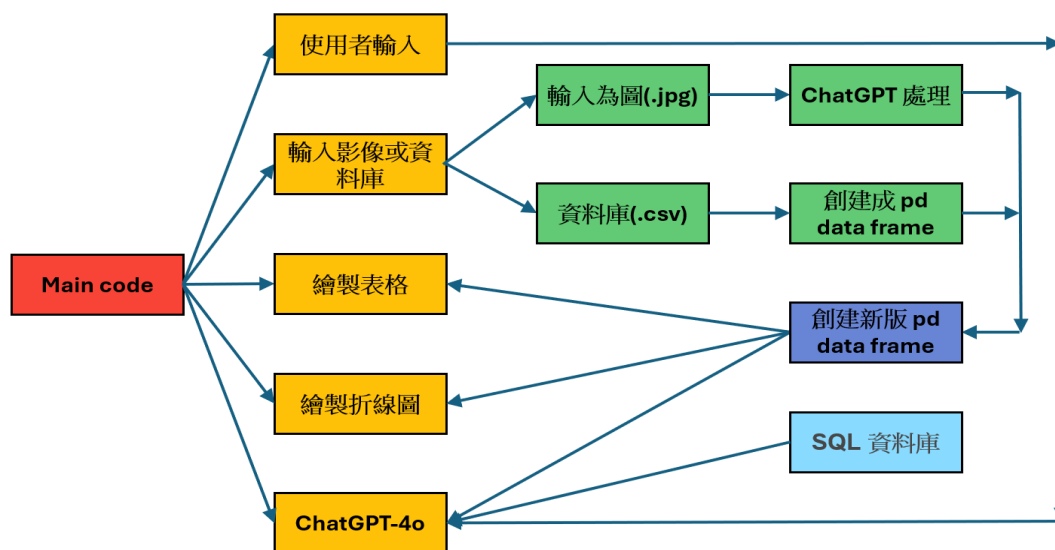 使用者輸入
輸入為圖(.jpg)
ChatGPT 處理
輸入影像或資
料庫
資料庫(.csv)
創建成 pd
data frame
Main code
繪製表格
創建新版 pd
data frame
繪製折線圖
SQL 資料庫
ChatGPT-4o